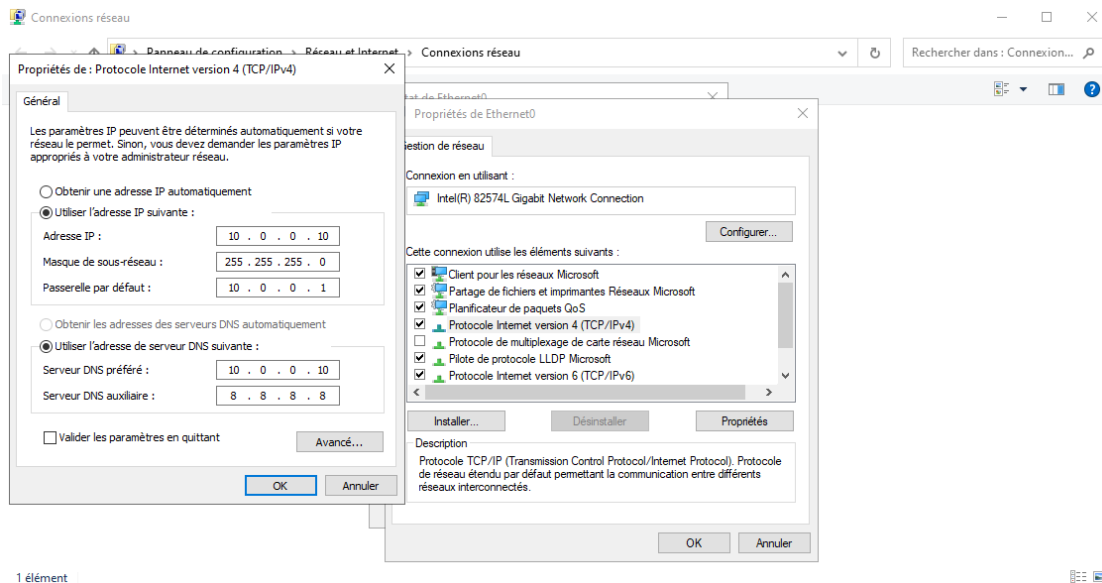 Connexions réseau
Panneau de configuration > Réseau et Internet > Connexions réseau
Rechercher dans : Connexion...
Propriétés de : Protocole Internet version 4 (TCP/IPv4)
Général
Les paramètres IP peuvent être déterminés automatiquement si votre
réseau le permet. Sinon, vous devez demander les paramètres IP
appropriés à votre administrateur réseau.
Obtenir une adresse IP automatiquement
Utiliser l'adresse IP suivante :
Adresse IP : 10 . 0 . 0 . 10
Masque de sous-réseau : 255 . 255 . 255 . 0
Passerelle par défaut : 10 . 0 . 0 . 1
Obtenir les adresses des serveurs DNS automatiquement
Utiliser l'adresse de serveur DNS suivante :
Serveur DNS préféré : 10 . 0 . 0 . 10
Serveur DNS auxiliaire : 8 . 8 . 8 . 8
Valider les paramètres en quittant
Avancé...
OK Annuler
de Ethernet0
Propriétés de Ethernet0
Gestion de réseau
Connexion en utilisant :
Intel(R) 82574L Gigabit Network Connection
Configurer...
Cette connexion utilise les éléments suivants :
Client pour les réseaux Microsoft
Partage de fichiers et imprimantes Réseaux Microsoft
Planificateur de paquets QoS
Protocole Internet version 4 (TCP/IPv4)
Protocole de multiplexage de carte réseau Microsoft
Pilote de protocole LLDP Microsoft
Protocole Internet version 6 (TCP/IPv6)
Installer... Désinstaller Propriétés
Description
Protocole TCP/IP (Transmission Control Protocol/Internet Protocol). Protocole
de réseau étendu par défaut permettant la communication entre différents
réseaux interconnectés.
OK Annuler
1 élément